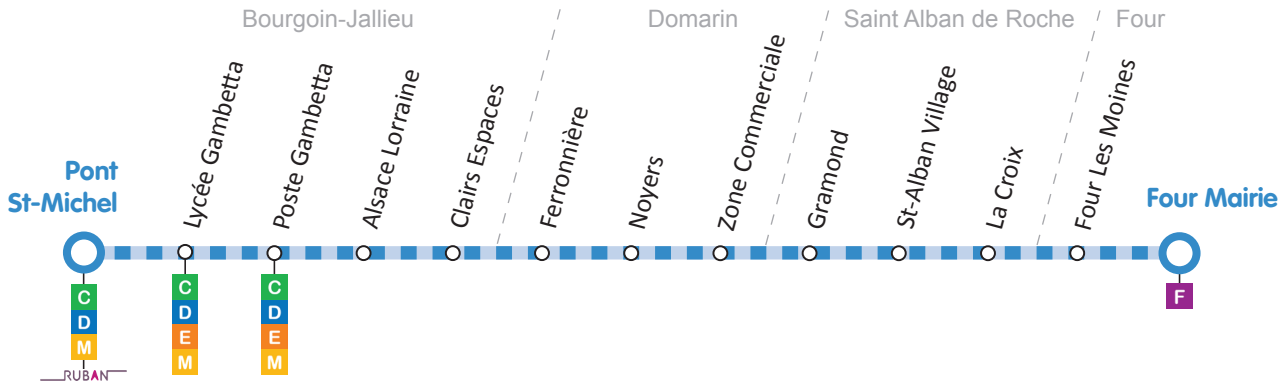 Bourgoin-Jallieu
Domarin
Saint Alban de Roche
Four
Pont
St-Michel
Lycée Gambetta
Poste Gambetta
Alsace Lorraine
Clairs Espaces
Ferronnière
Noyers
Zone Commerciale
Gramond
St-Alban Village
La Croix
Four Les Moines
Four Mairie
C
D
M
RUBAN
C
D
E
M
C
D
E
M
F